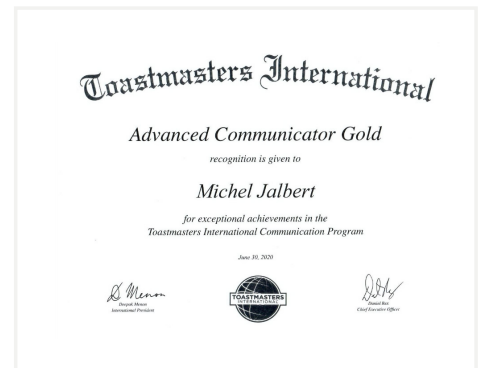 Toastmasters International
Advanced Communicator Gold
recognition is given to
Michel Jalbert
for exceptional achievements in the
Toastmasters International Communication Program
June 30, 2020
D. Menon
Deepak Menon
International President
TOASTMASTERS
INTERNATIONAL
Daniel Rex
Chief Executive Officer